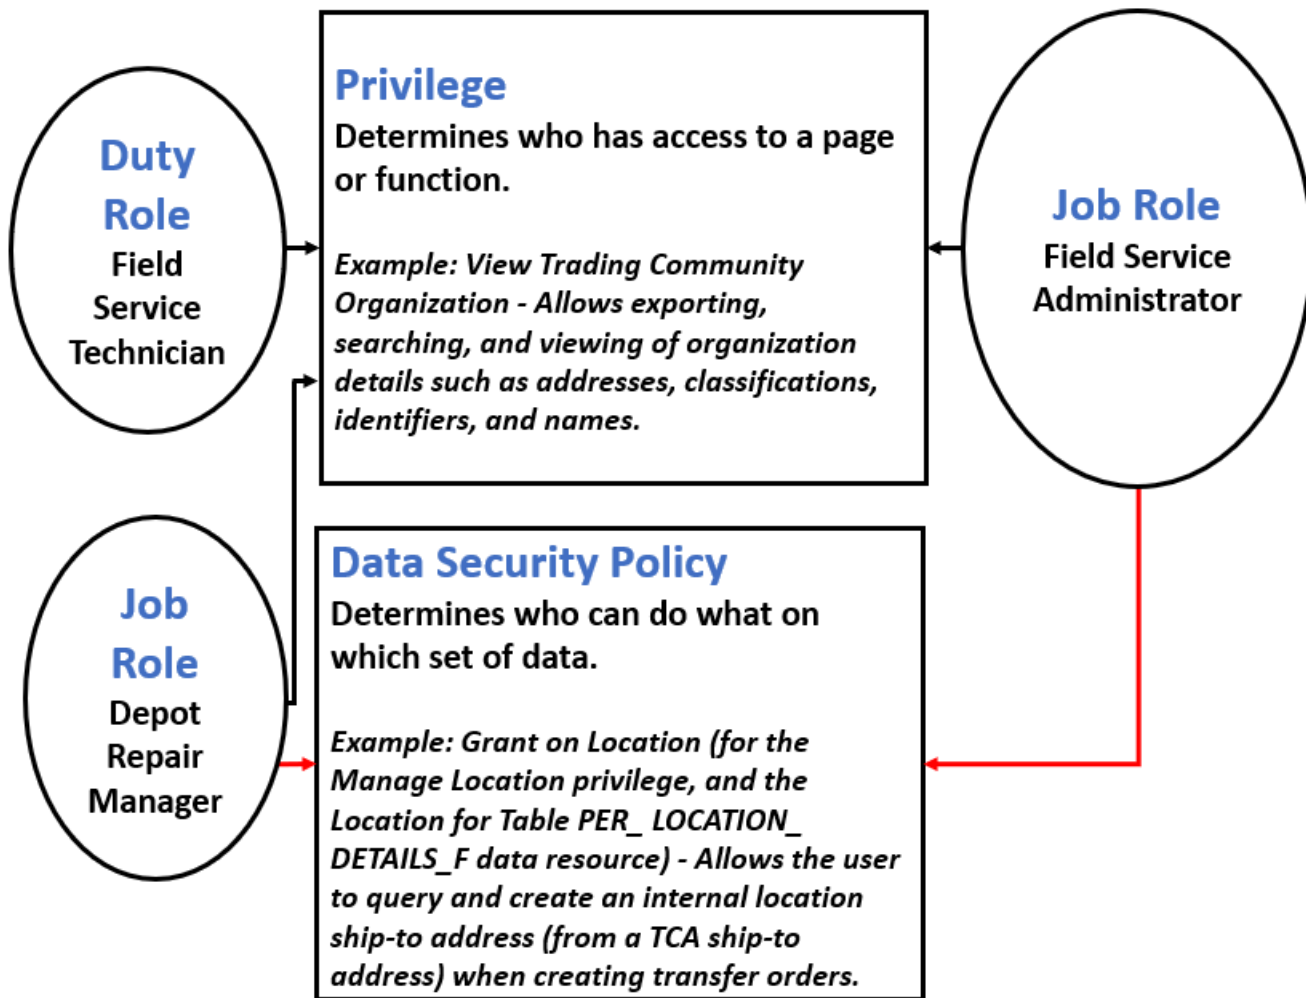 Duty
Role
Field
Service
Technician
Privilege
Determines who has access to a page
or function.
Example: View Trading Community
Organization - Allows exporting,
searching, and viewing of organization
details such as addresses, classifications,
identifiers, and names.
Job Role
Field Service
Administrator
Job
Role
Depot
Repair
Manager
Data Security Policy
Determines who can do what on
which set of data.
Example: Grant on Location (for the
Manage Location privilege, and the
Location for Table PER_ LOCATION_
DETAILS_F data resource) - Allows the user
to query and create an internal location
ship-to address (from a TCA ship-to
address) when creating transfer orders.